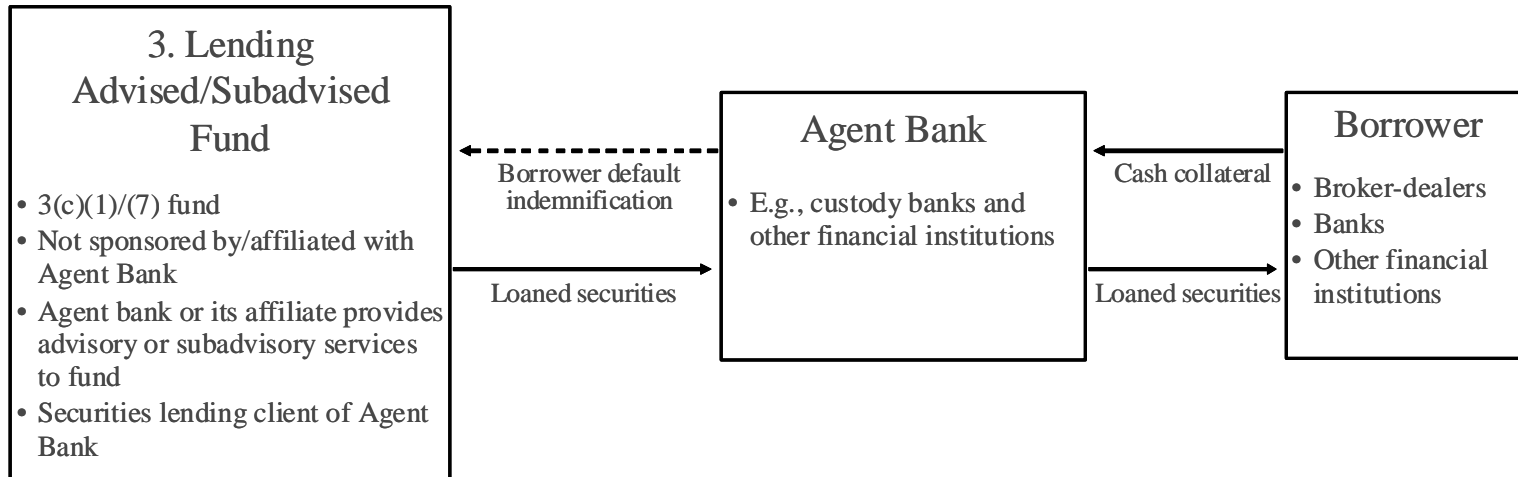 3. Lending
Advised/Subadvised
Fund
• 3(c)(1)/(7) fund
• Not sponsored by/affiliated with
Agent Bank
• Agent bank or its affiliate provides
advisory or subadvisory services
to fund
• Securities lending client of Agent
Bank
Borrower default
indemnification
Loaned securities
Agent Bank
• E.g., custody banks and
other financial institutions
Cash collateral
Loaned securities
Borrower
• Broker-dealers
• Banks
• Other financial
institutions